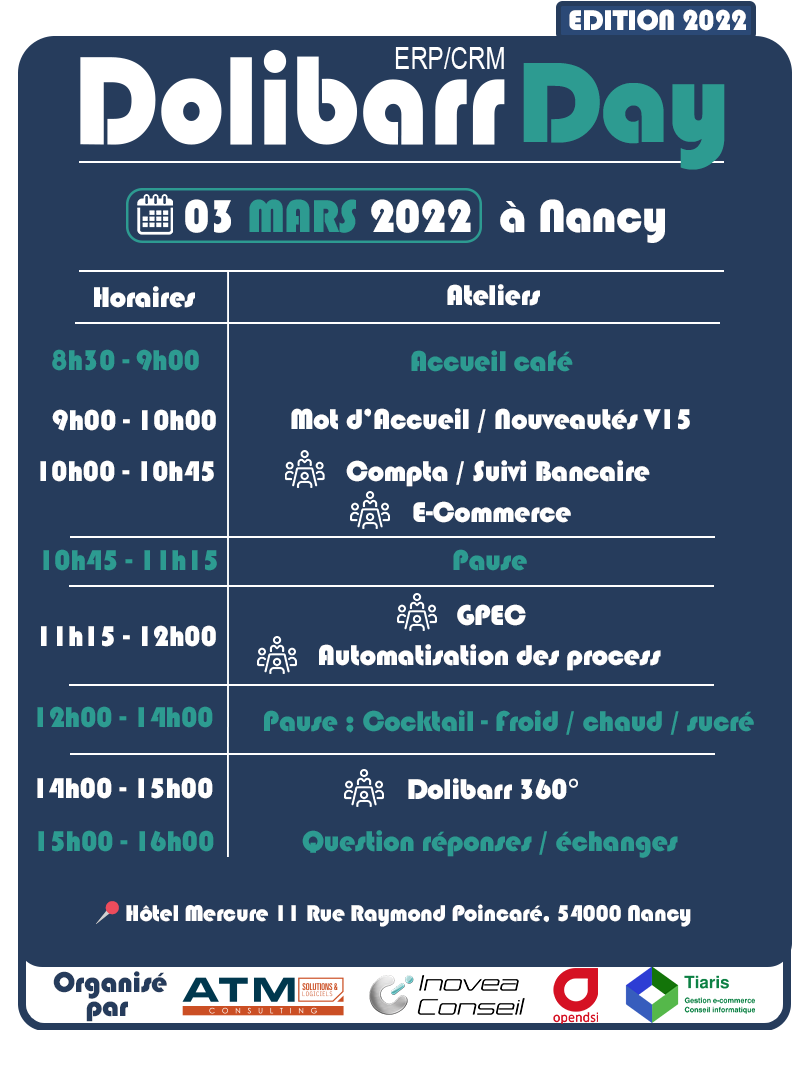 EDITION 2022
ERP/CRM
Dolibarr Day
03 MARS 2022 à Nancy
Horaires Ateliers
8h30 - 9h00 Accueil café
9h00 - 10h00 Mot d'Accueil / Nouveautés V15
10h00 - 10h45 Compta / Suivi Bancaire
E-Commerce
10h45 - 11h15 Pause
GPEC
11h15 - 12h00
Automatisation des process
12h00 - 14h00 Pause : Cocktail - Froid / chaud / sucré
14h00 - 15h00 Dolibarr 360°
15h00 - 16h00 Question réponses / échanges
Hôtel Mercure 11 Rue Raymond Poincaré, 54000 Nancy
Organisé par
ATM SOLUTIONS & LOGICIELS
CONSULTING
Inovea Conseil
opendsi
Tiaris
Gestion e-commerce
Conseil informatique